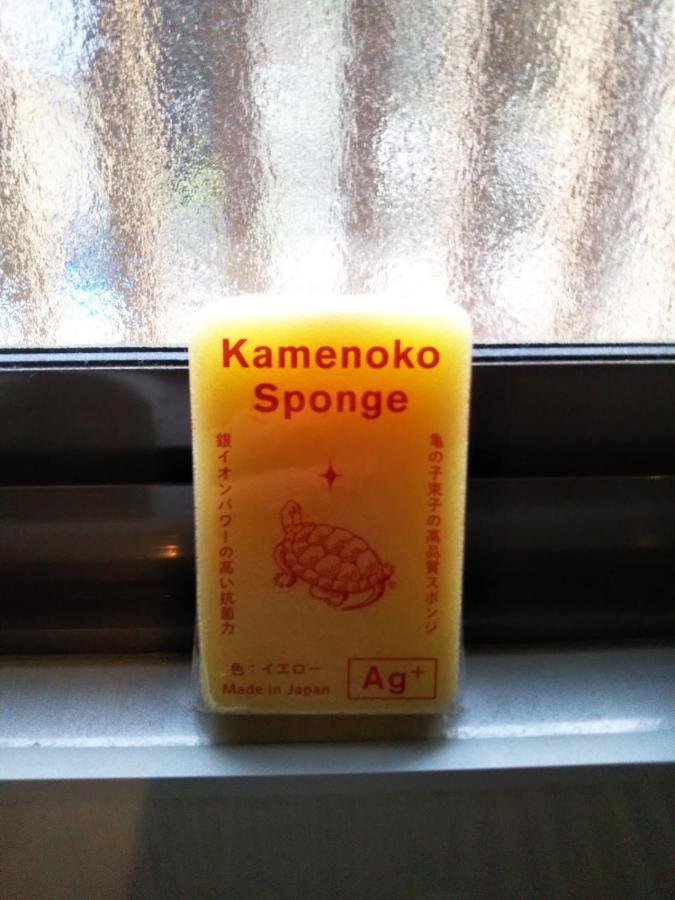 Kamenoko
Sponge
亀の子束子の高品質スポンジ
銀イオンパワーの高い抗菌力
色：イエロー
Made in Japan
Ag+